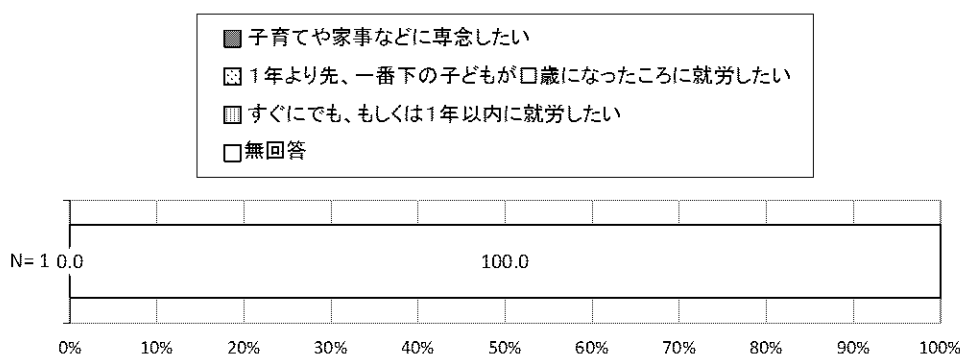 子育てや家事などに専念したい
1年より先、一番下の子どもが□歳になったころに就労したい
すぐにでも、もしくは1年以内に就労したい
無回答
N= 1 0.0 100.0
0% 10% 20% 30% 40% 50% 60% 70% 80% 90% 100%